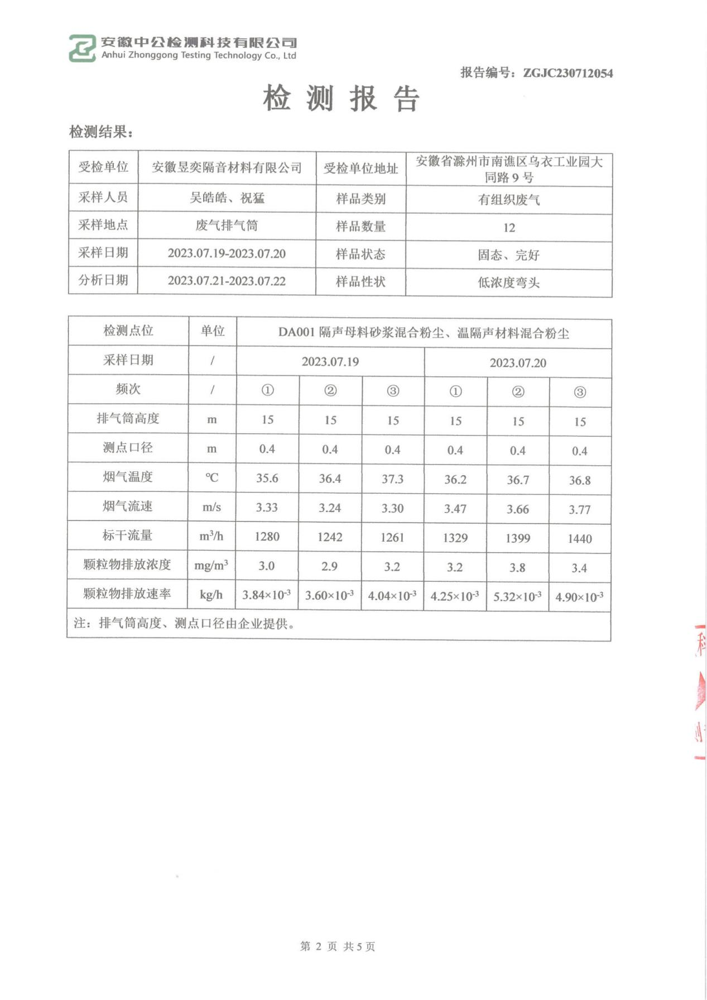 安徽中公检测科技有限公司
Anhui Zhonggong Testing Technology Co., Ltd
报告编号：ZGJC230712054
检 测 报 告
检测结果：
受检单位 安徽昱奕隔音材料有限公司 受检单位地址 安徽省滁州市南谯区乌衣工业园大
同路 9 号
采样人员 吴皓皓、祝猛 样品类别 有组织废气
采样地点 废气排气筒 样品数量 12
采样日期 2023.07.19-2023.07.20 样品状态 固态、完好
分析日期 2023.07.21-2023.07.22 样品性状 低浓度弯头
检测点位 单位 DA001 隔声母料砂浆混合粉尘、温隔声材料混合粉尘
采样日期 / 2023.07.19 2023.07.20
频次 / ① ② ③ ① ② ③
排气筒高度 m 15 15 15 15 15 15
测点口径 m 0.4 0.4 0.4 0.4 0.4 0.4
烟气温度 ℃ 35.6 36.4 37.3 36.2 36.7 36.8
烟气流速 m/s 3.33 3.24 3.30 3.47 3.66 3.77
标干流量 m³/h 1280 1242 1261 1329 1399 1440
颗粒物排放浓度 mg/m³ 3.0 2.9 3.2 3.2 3.8 3.4
颗粒物排放速率 kg/h 3.84×10⁻³ 3.60×10⁻³ 4.04×10⁻³ 4.25×10⁻³ 5.32×10⁻³ 4.90×10⁻³
注：排气筒高度、测点口径由企业提供。
科
第 2 页 共 5 页